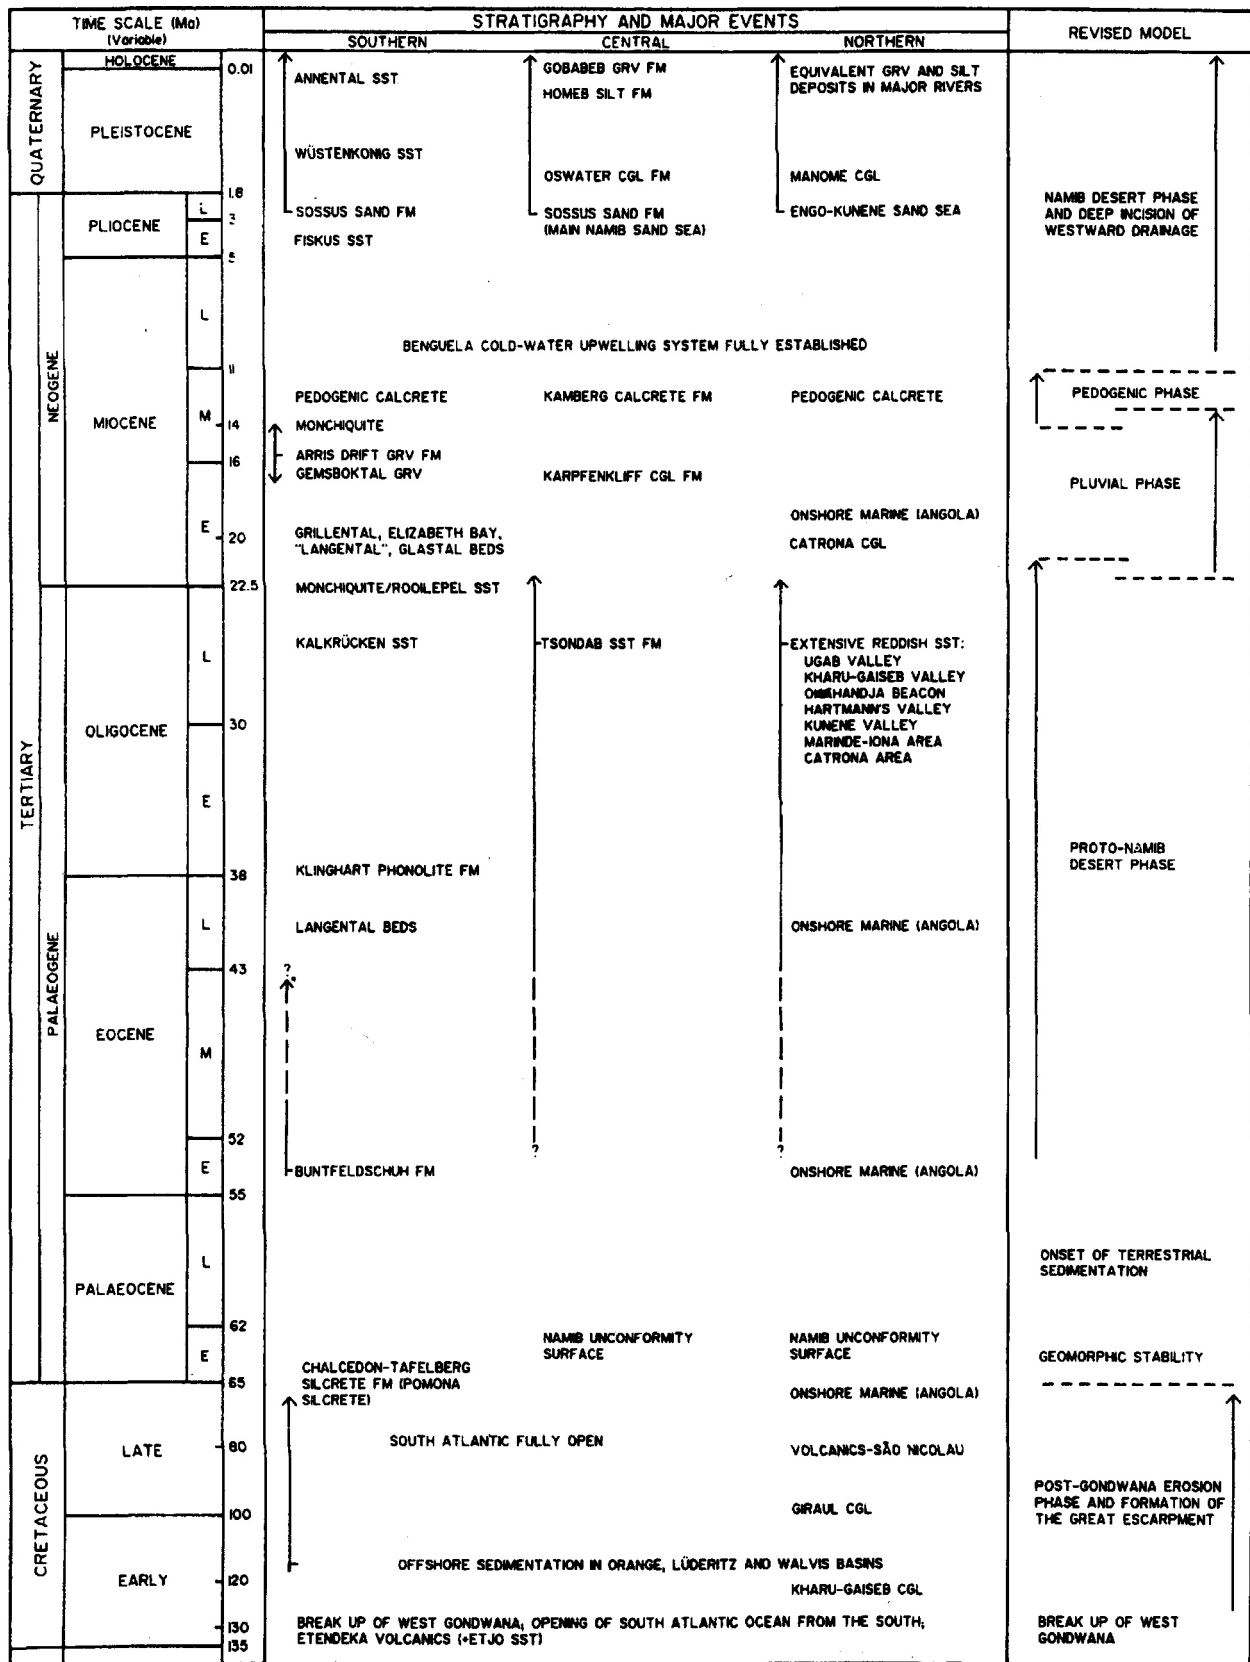 TIME SCALE (Ma)
(Variable)
STRATIGRAPHY AND MAJOR EVENTS
SOUTHERN
CENTRAL
NORTHERN
REVISED MODEL
QUATERNARY
HOLOCENE
0.01
PLEISTOCENE
1.8
TERTIARY
NEOGENE
PLIOCENE
L
3
E
5
MIOCENE
L
11
M
14
16
E
20
22.5
PALAEOGENE
OLIGOCENE
L
30
E
38
EOCENE
L
43
M
52
E
55
PALAEOCENE
L
62
E
65
CRETACEOUS
LATE
80
100
EARLY
120
130
135
ANNENTAL SST
WÜSTENKONIG SST
SOSSUS SAND FM
FISKUS SST
GOBABEB GRV FM
HOMEB SILT FM
OSWATER CGL FM
SOSSUS SAND FM
(MAIN NAMIB SAND SEA)
EQUIVALENT GRV AND SILT
DEPOSITS IN MAJOR RIVERS
MANOME CGL
ENGO-KUNENE SAND SEA
NAMIB DESERT PHASE
AND DEEP INCISION OF
WESTWARD DRAINAGE
BENGUELA COLD-WATER UPWELLING SYSTEM FULLY ESTABLISHED
PEDOGENIC CALCRETE
KAMBERG CALCRETE FM
PEDOGENIC CALCRETE
PEDOGENIC PHASE
MONCHIQUITE
ARRIS DRIFT GRV FM
GEMSBOKTAL GRV
KARPFENKLIFF CGL FM
PLUVIAL PHASE
ONSHORE MARINE (ANGOLA)
CATRONA CGL
GRILLENTAL, ELIZABETH BAY,
"LANGENTAL", GLASTAL BEDS
MONCHIQUITE/ROOILEPEL SST
KALKRÜCKEN SST
TSONDAB SST FM
EXTENSIVE REDDISH SST:
UGAB VALLEY
KHARU-GAISEB VALLEY
OMAHANDJA BEACON
HARTMANN'S VALLEY
KUNENE VALLEY
MARINDE-IONA AREA
CATRONA AREA
PROTO-NAMIB
DESERT PHASE
KLINGHART PHONOLITE FM
LANGENTAL BEDS
ONSHORE MARINE (ANGOLA)
?
?
?
BUNTFELDSCHUH FM
ONSHORE MARINE (ANGOLA)
ONSET OF TERRESTRIAL
SEDIMENTATION
NAMIB UNCONFORMITY
SURFACE
NAMIB UNCONFORMITY
SURFACE
GEOMORPHIC STABILITY
CHALCEDON-TAFELBERG
SILCRETE FM (POMONA
SILCRETE)
ONSHORE MARINE (ANGOLA)
SOUTH ATLANTIC FULLY OPEN
VOLCANICS-SÃO NICOLAU
GIRAUL CGL
POST-GONDWANA EROSION
PHASE AND FORMATION OF
THE GREAT ESCARPMENT
OFFSHORE SEDIMENTATION IN ORANGE, LÜDERITZ AND WALVIS BASINS
KHARU-GAISEB CGL
BREAK UP OF WEST GONDWANA; OPENING OF SOUTH ATLANTIC OCEAN FROM THE SOUTH;
ETENDEKA VOLCANICS (+ETJO SST)
BREAK UP OF WEST
GONDWANA